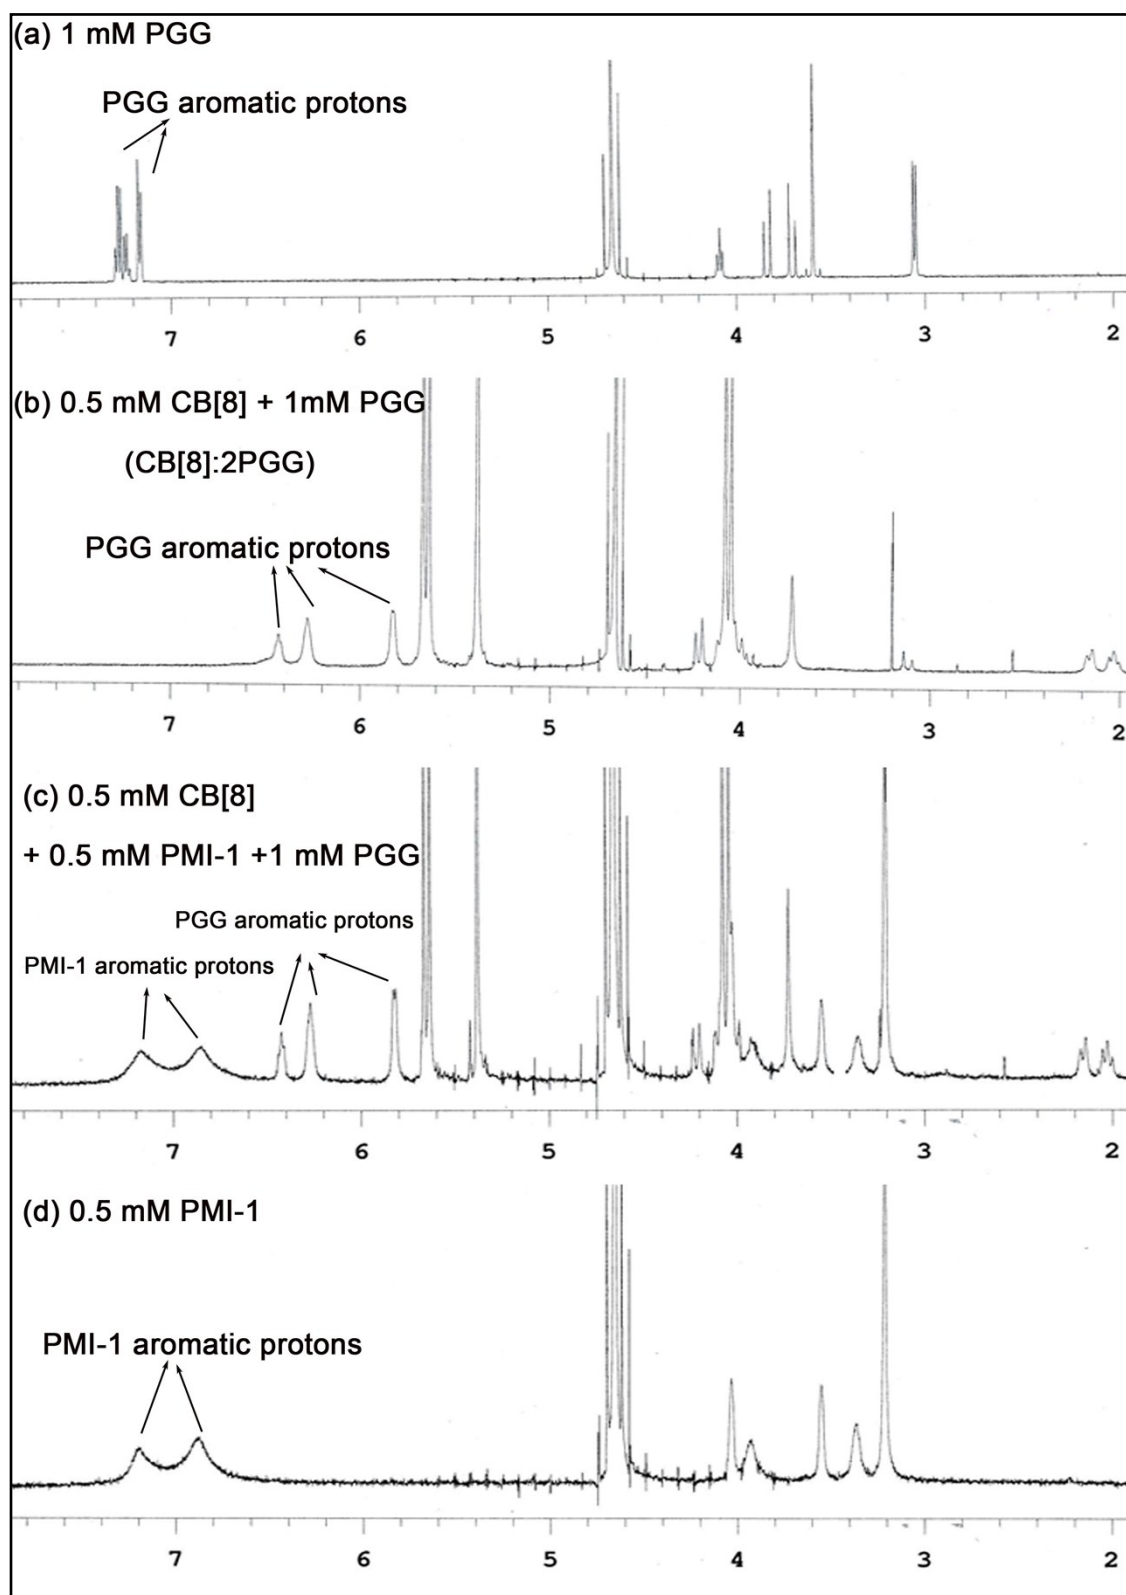 (a) 1 mM PGG
PGG aromatic protons
7 6 5 4 3 2
(b) 0.5 mM CB[8] + 1mM PGG
(CB[8]:2PGG)
PGG aromatic protons
7 6 5 4 3 2
(c) 0.5 mM CB[8]
+ 0.5 mM PMI-1 +1 mM PGG
PGG aromatic protons
PMI-1 aromatic protons
7 6 5 4 3 2
(d) 0.5 mM PMI-1
PMI-1 aromatic protons
7 6 5 4 3 2